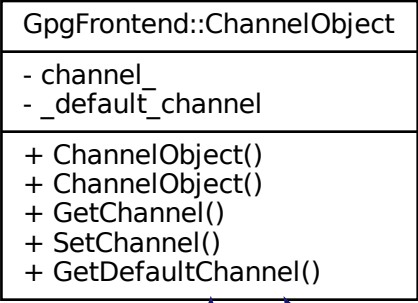 GpgFrontend::ChannelObject
- channel_
- _default_channel
+ ChannelObject()
+ ChannelObject()
+ GetChannel()
+ SetChannel()
+ GetDefaultChannel()